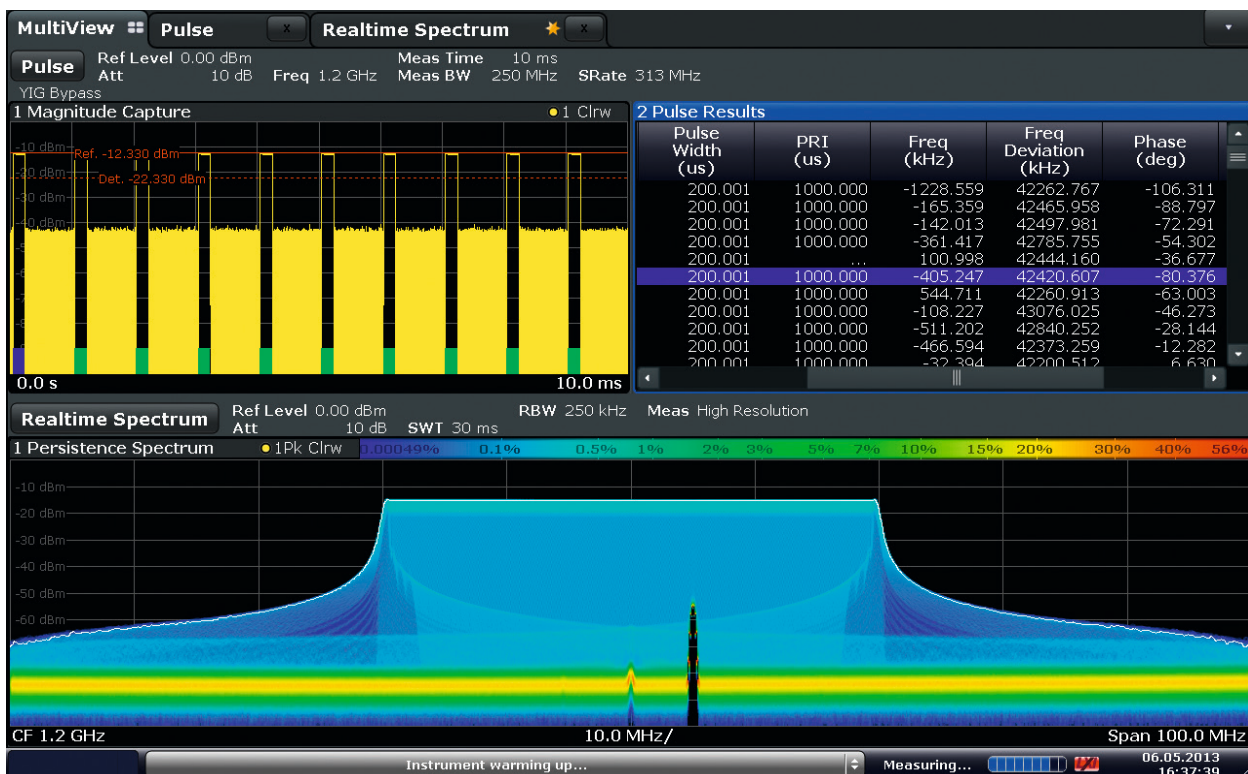 MultiView Pulse x Realtime Spectrum x
Pulse Ref Level 0.00 dBm Meas Time 10 ms
Att 10 dB Freq 1.2 GHz Meas BW 250 MHz SRate 313 MHz
YIG Bypass
1 Magnitude Capture 1 Clrw
-10 dBm
Ref. -12.330 dBm
-20 dBm
Det. -22.330 dBm
-30 dBm
-40 dBm
0.0 s 10.0 ms
2 Pulse Results
Pulse Width (us) PRI (us) Freq (kHz) Freq Deviation (kHz) Phase (deg)
200.001 1000.000 -1228.559 42262.767 -106.311
200.001 1000.000 -165.359 42465.958 -88.797
200.001 1000.000 -142.013 42497.981 -72.291
200.001 1000.000 -361.417 42785.755 -54.302
200.001 ... 100.998 42444.160 -36.677
200.001 1000.000 -405.247 42420.607 -80.376
200.001 1000.000 544.711 42260.913 -63.003
200.001 1000.000 -108.227 43076.025 -46.273
200.001 1000.000 -511.202 42840.252 -28.144
200.001 1000.000 -466.594 42373.259 -12.282
200.001 1000.000 -32.394 42200.512 6.630
Realtime Spectrum Ref Level 0.00 dBm RBW 250 kHz Meas High Resolution
Att 10 dB SWT 30 ms
1 Persistence Spectrum 1Pk Clrw 0.00049% 0.1% 0.5% 1% 2% 3% 5% 7% 10% 15% 20% 30% 40% 56%
-10 dBm
-20 dBm
-30 dBm
-40 dBm
-50 dBm
-60 dBm
CF 1.2 GHz 10.0 MHz/ Span 100.0 MHz
Instrument warming up... Measuring... 06.05.2013
16:37:39